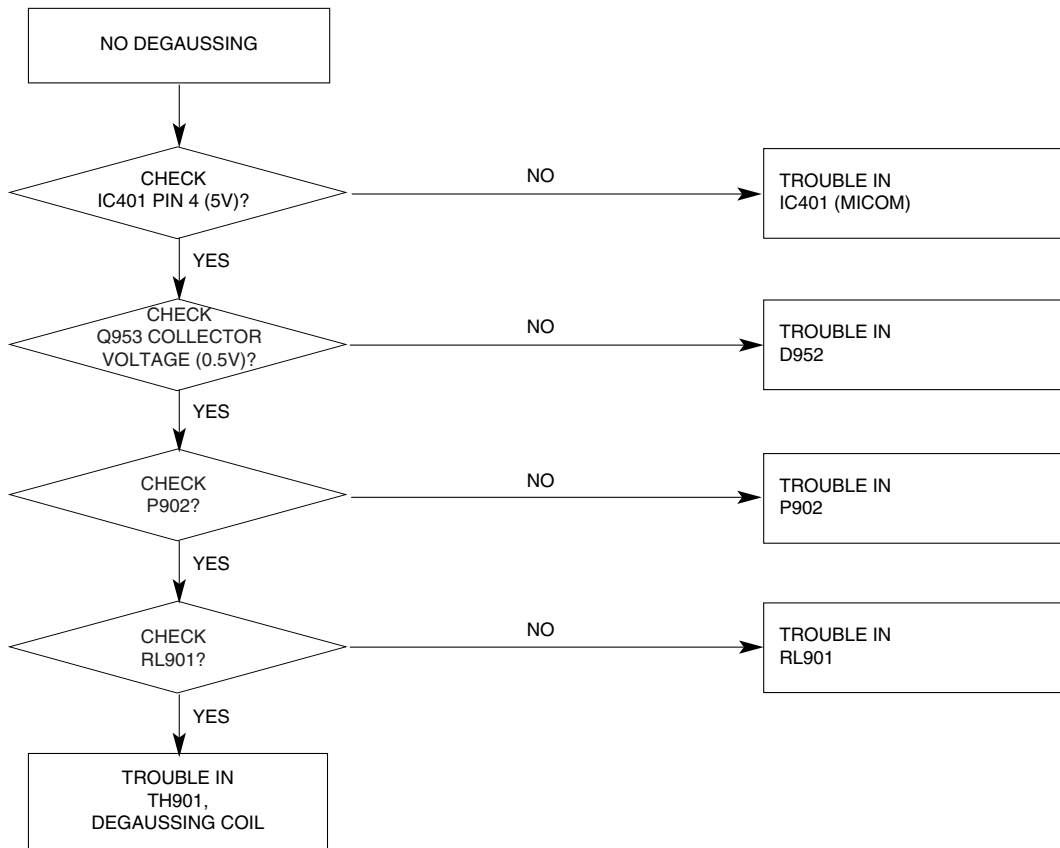 NO DEGAUSSING
CHECK
IC401 PIN 4 (5V)?
NO
TROUBLE IN
IC401 (MICOM)
YES
CHECK
Q953 COLLECTOR
VOLTAGE (0.5V)?
NO
TROUBLE IN
D952
YES
CHECK
P902?
NO
TROUBLE IN
P902
YES
CHECK
RL901?
NO
TROUBLE IN
RL901
YES
TROUBLE IN
TH901,
DEGAUSSING COIL